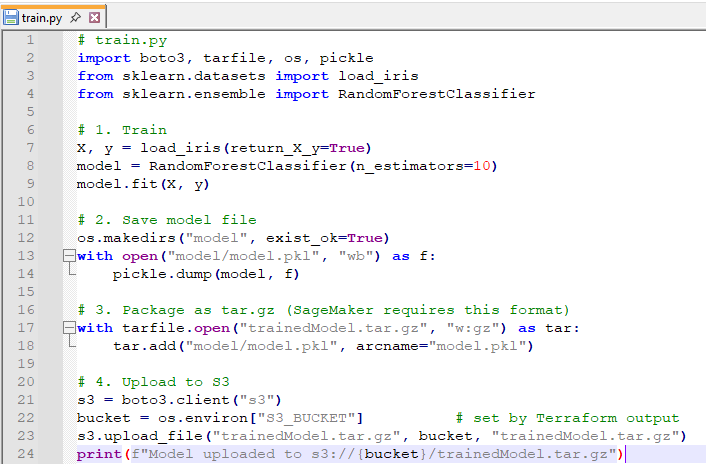 train.py
1 # train.py
2 import boto3, tarfile, os, pickle
3 from sklearn.datasets import load_iris
4 from sklearn.ensemble import RandomForestClassifier
5
6 # 1. Train
7 X, y = load_iris(return_X_y=True)
8 model = RandomForestClassifier(n_estimators=10)
9 model.fit(X, y)
10
11 # 2. Save model file
12 os.makedirs("model", exist_ok=True)
13 with open("model/model.pkl", "wb") as f:
14     pickle.dump(model, f)
15
16 # 3. Package as tar.gz (SageMaker requires this format)
17 with tarfile.open("trainedModel.tar.gz", "w:gz") as tar:
18     tar.add("model/model.pkl", arcname="model.pkl")
19
20 # 4. Upload to S3
21 s3 = boto3.client("s3")
22 bucket = os.environ["S3_BUCKET"]          # set by Terraform output
23 s3.upload_file("trainedModel.tar.gz", bucket, "trainedModel.tar.gz")
24 print(f"Model uploaded to s3://{bucket}/trainedModel.tar.gz")